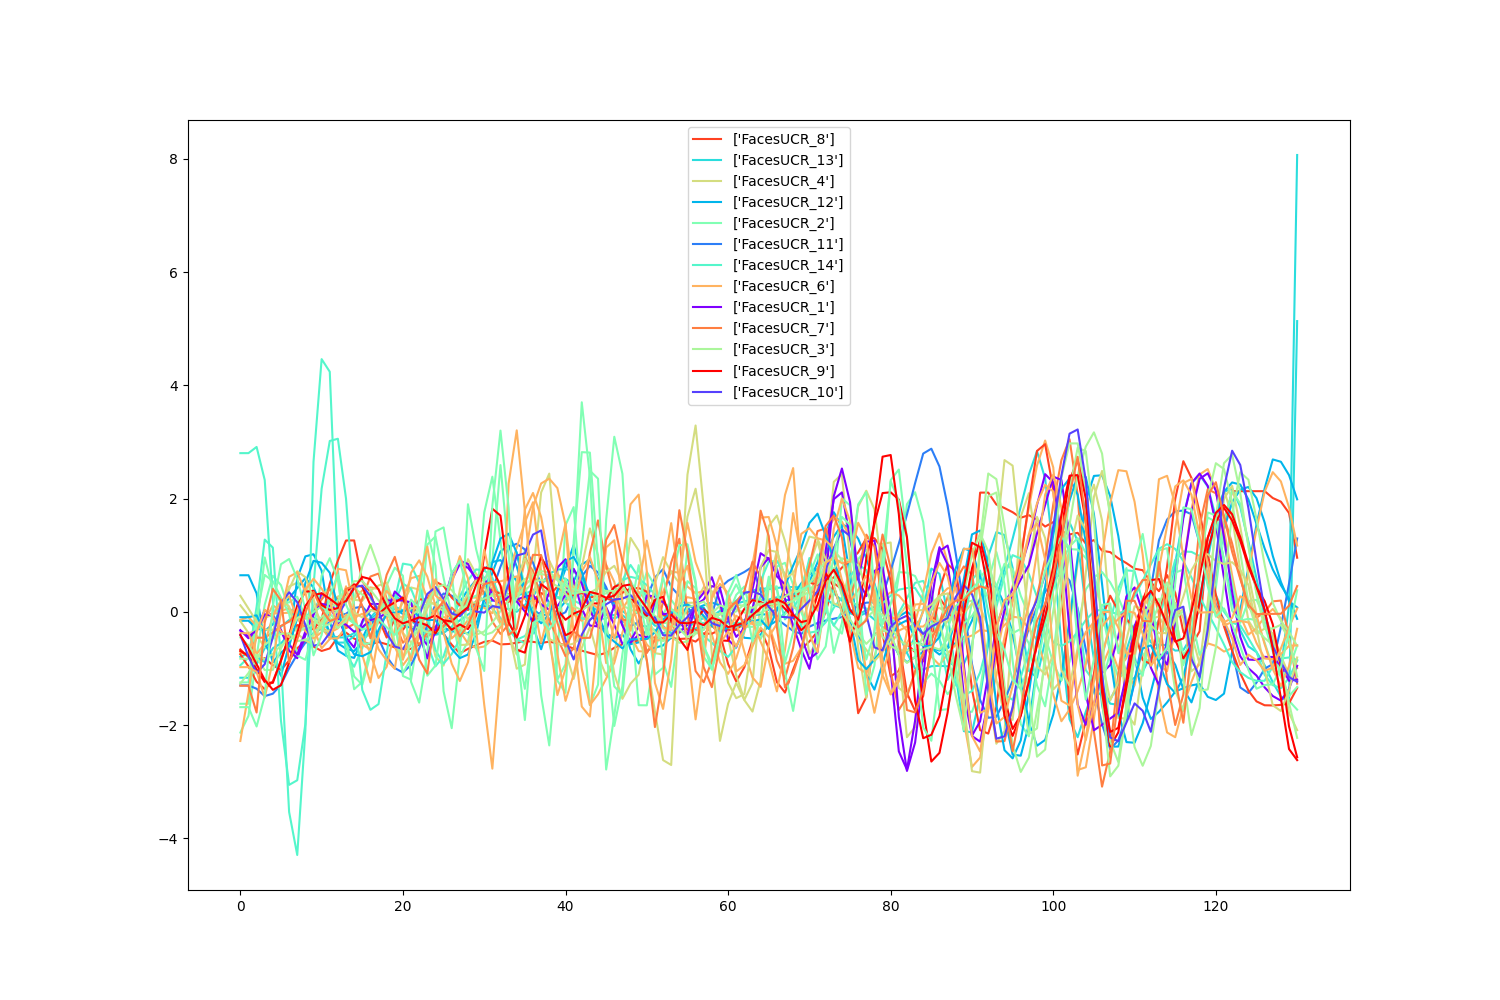 ['FacesUCR_8']
['FacesUCR_13']
['FacesUCR_4']
['FacesUCR_12']
['FacesUCR_2']
['FacesUCR_11']
['FacesUCR_14']
['FacesUCR_6']
['FacesUCR_1']
['FacesUCR_7']
['FacesUCR_3']
['FacesUCR_9']
['FacesUCR_10']
8
6
4
2
0
−2
−4
0 20 40 60 80 100 120